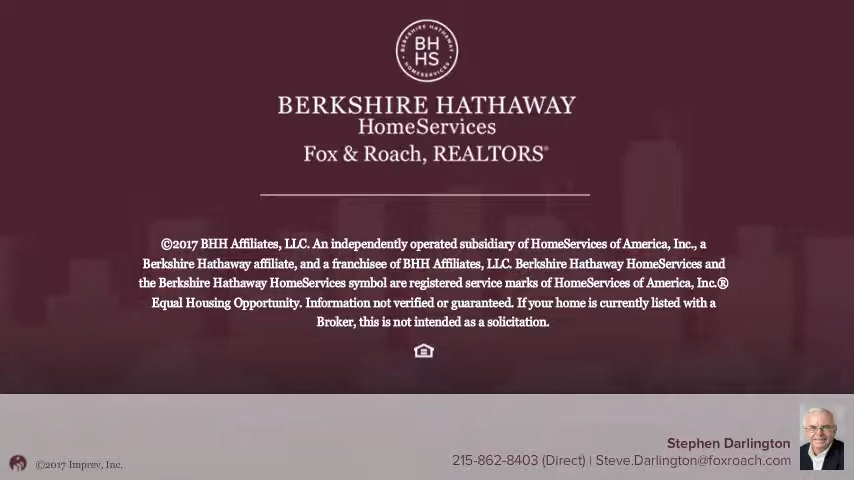 BERKSHIRE HATHAWAY
HOMESERVICES
BH
HS
BERKSHIRE HATHAWAY
HomeServices
Fox & Roach, REALTORS®
©2017 BHH Affiliates, LLC. An independently operated subsidiary of HomeServices of America, Inc., a
Berkshire Hathaway affiliate, and a franchisee of BHH Affiliates, LLC. Berkshire Hathaway HomeServices and
the Berkshire Hathaway HomeServices symbol are registered service marks of HomeServices of America, Inc.®
Equal Housing Opportunity. Information not verified or guaranteed. If your home is currently listed with a
Broker, this is not intended as a solicitation.
Stephen Darlington
215-862-8403 (Direct) | Steve.Darlington@foxroach.com
©2017 Imprev, Inc.